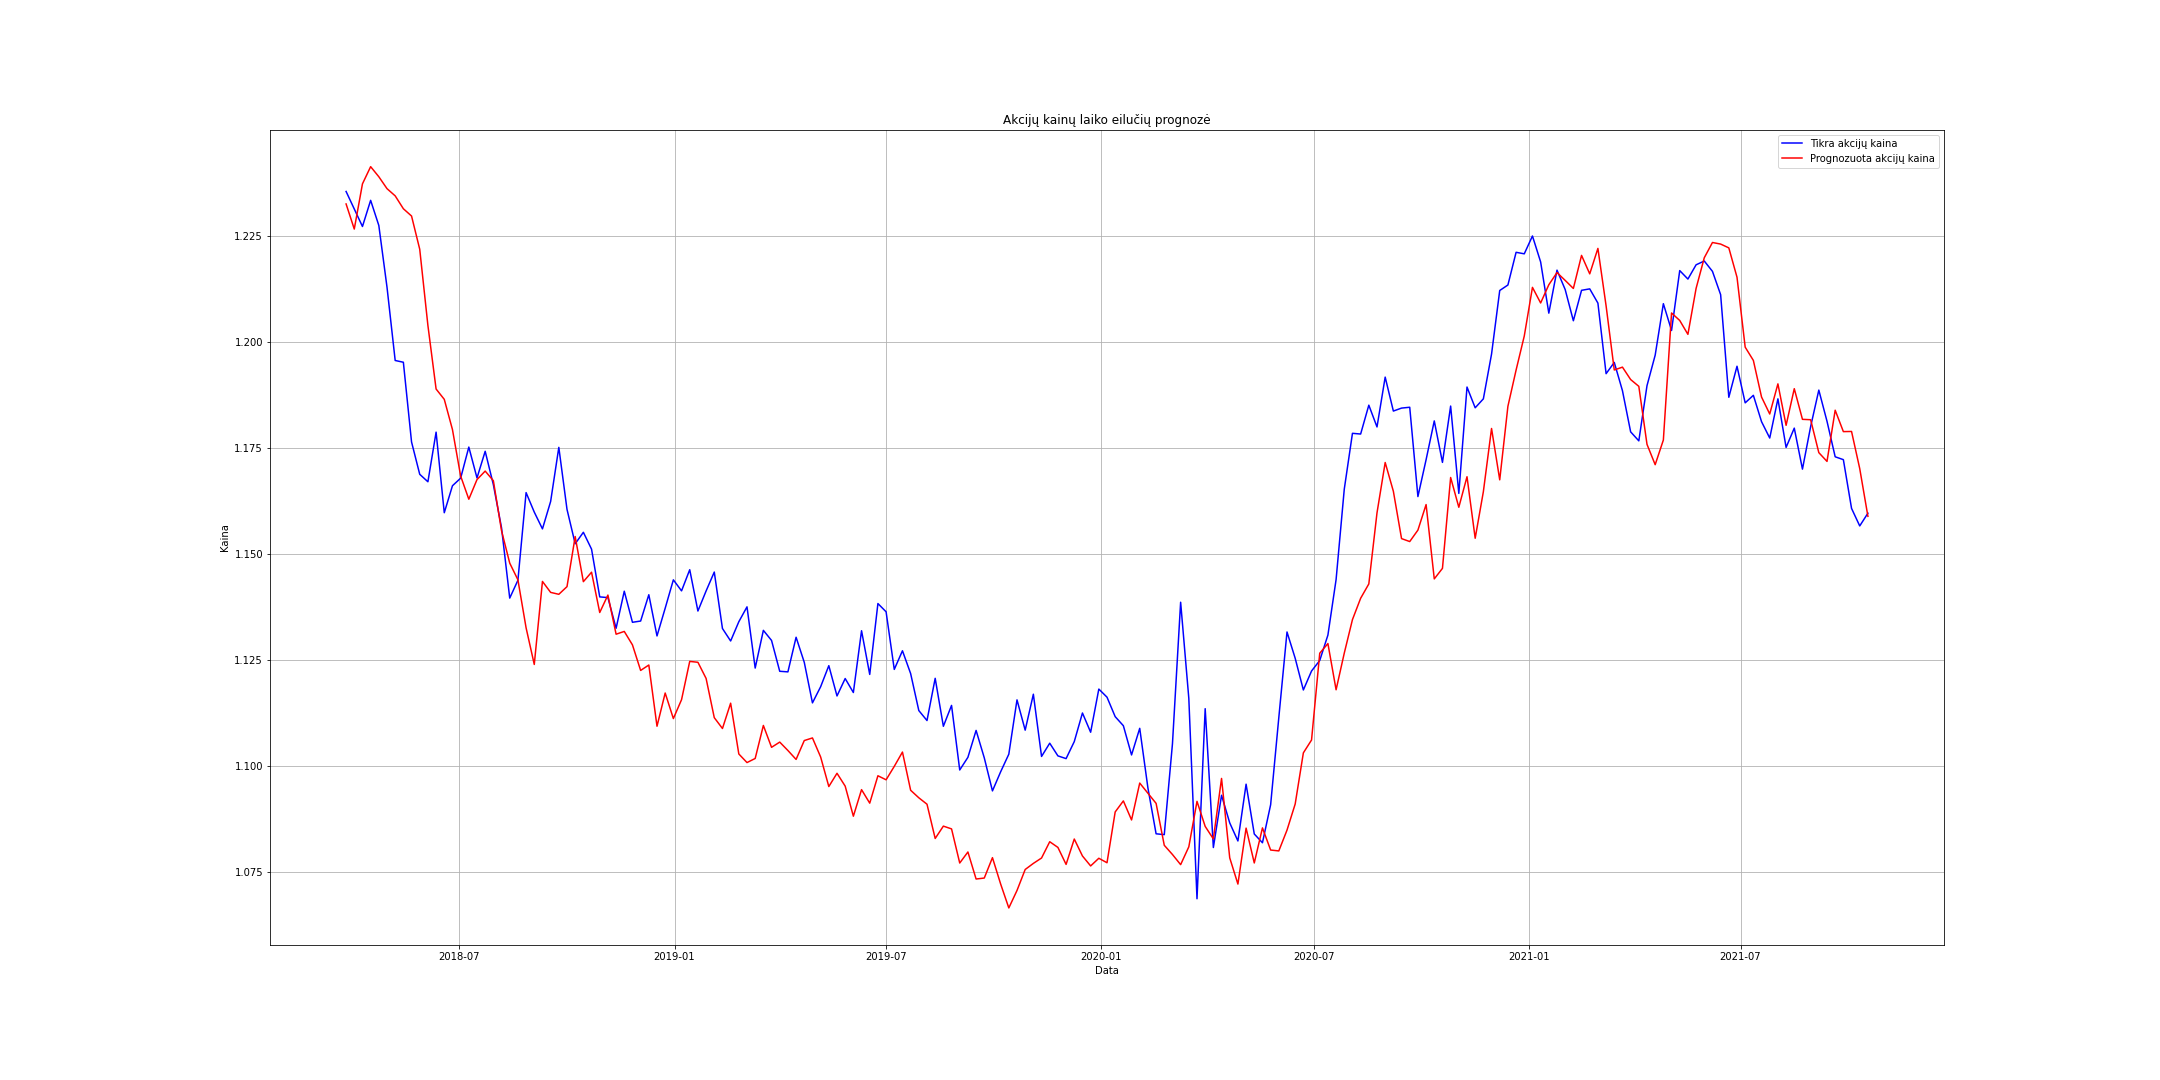 Akcijų kainų laiko eilučių prognozė
Tikra akcijų kaina
Prognozuota akcijų kaina
Kaina
1.225
1.200
1.175
1.150
1.125
1.100
1.075
2018-07 2019-01 2019-07 2020-01 2020-07 2021-01 2021-07
Data